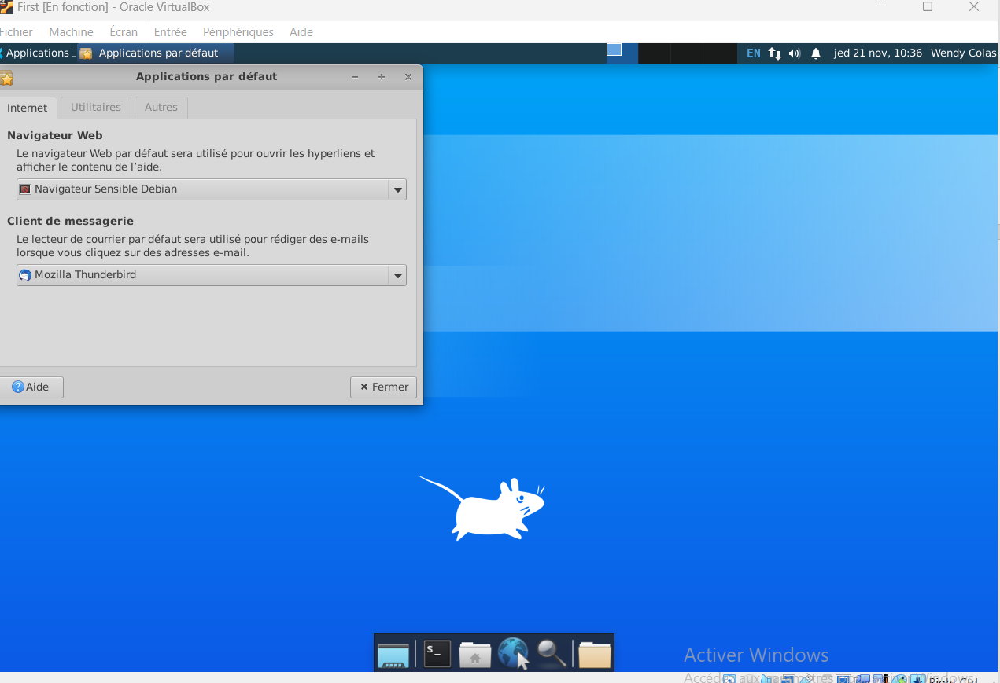 First [En fonction] - Oracle VirtualBox
Fichier Machine Écran Entrée Périphériques Aide
Applications Applications par défaut EN jed 21 nov, 10:36 Wendy Colas
Applications par défaut
Internet Utilitaires Autres
Navigateur Web
Le navigateur Web par défaut sera utilisé pour ouvrir les hyperliens et
afficher le contenu de l’aide.
Navigateur Sensible Debian
Client de messagerie
Le lecteur de courrier par défaut sera utilisé pour rédiger des e-mails
lorsque vous cliquez sur des adresses e-mail.
Mozilla Thunderbird
Aide Fermer
$_
Activer Windows
Right Ctrl